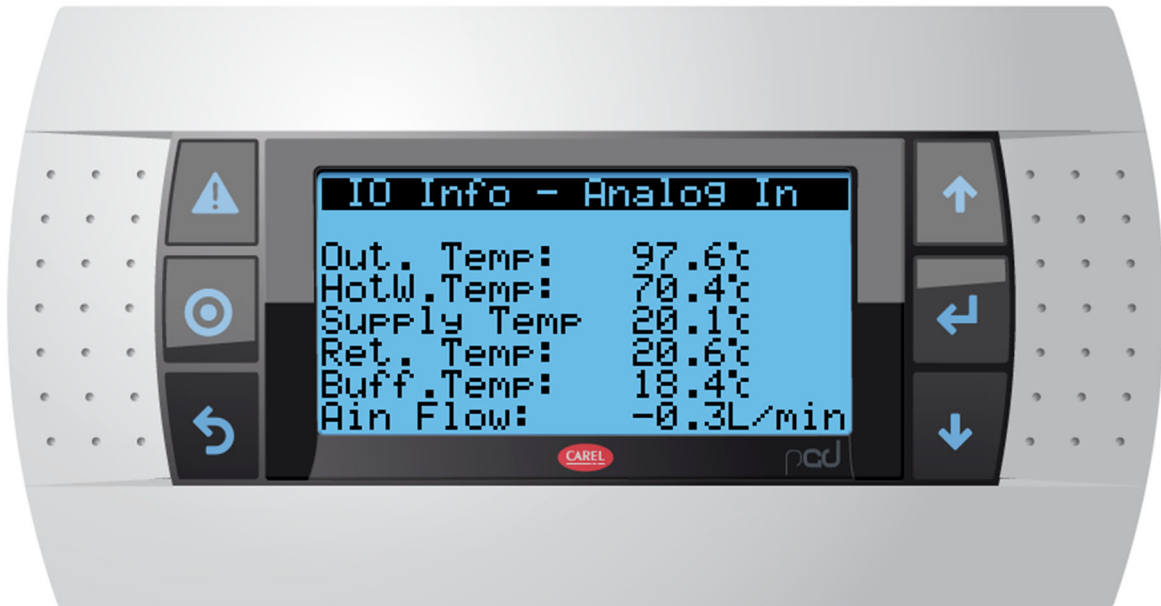 IO Info - Analog In
Out. Temp: 97.6°c
HotW.Temp: 70.4°c
Supply Temp 20.1°c
Ret. Temp: 20.6°c
Buff.Temp: 18.4°c
Ain Flow: -0.3L/min
CAREL
pGD